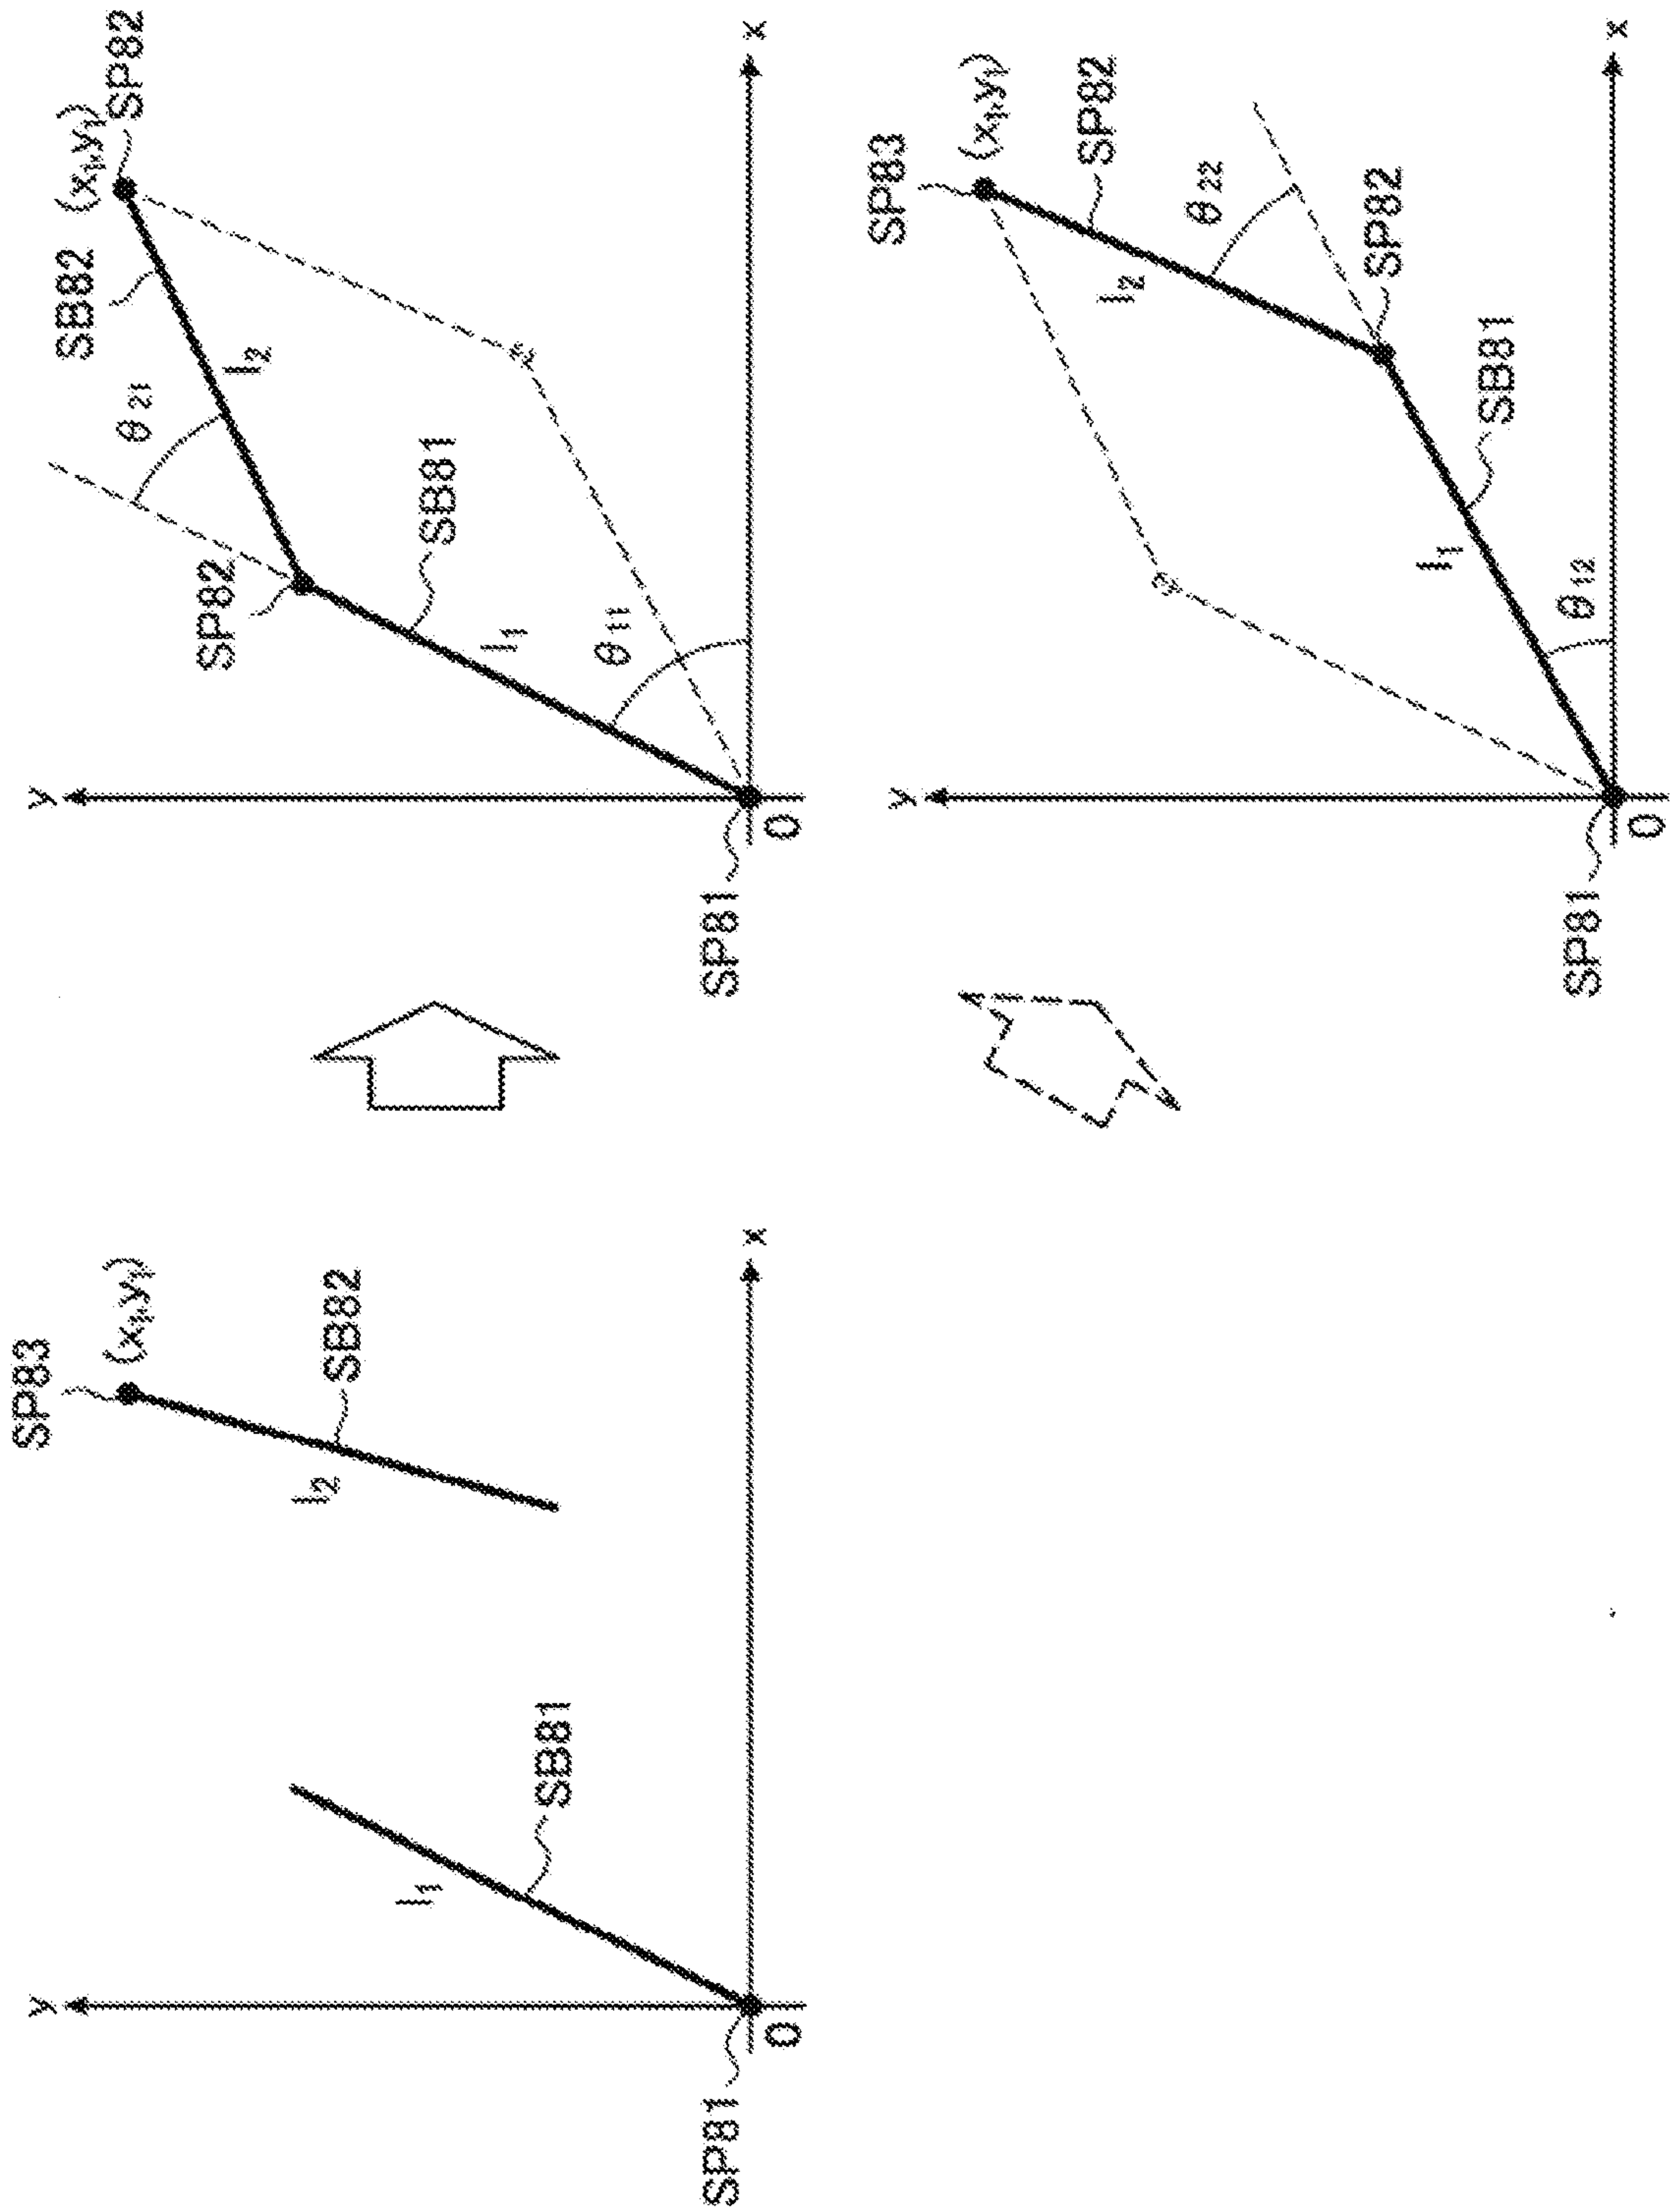 y
SP83
(x₁,y₁)
SB82
l₂
l₁
SB81
x
0
SP81
y
SB82
(x₁,y₁)
SP82
θ₂₁
l₂
SP82
SB81
l₁
θ₁₁
x
0
SP81
y
SP83
(x₁,y₁)
SP82
θ₂₂
l₂
SP82
SB81
l₁
θ₁₂
x
0
SP81